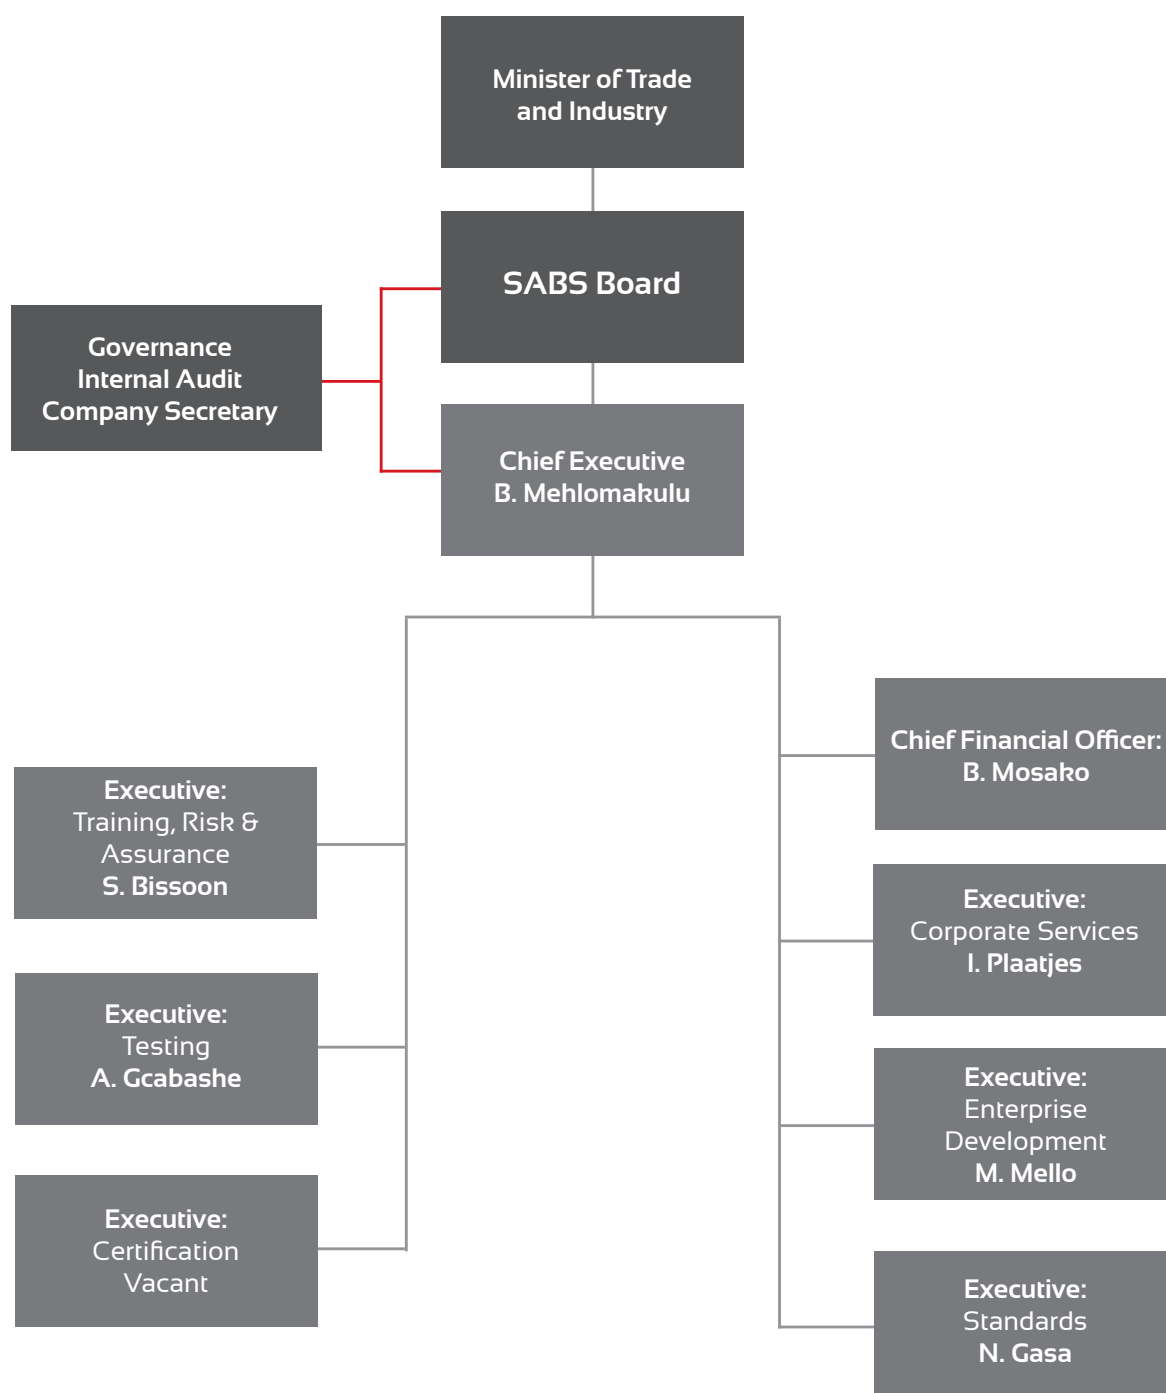 Minister of Trade
and Industry
SABS Board
Governance
Internal Audit
Company Secretary
Chief Executive
B. Mehlomakulu
Executive:
Training, Risk &
Assurance
S. Bissoon
Executive:
Testing
A. Gcabashe
Executive:
Certification
Vacant
Chief Financial Officer:
B. Mosako
Executive:
Corporate Services
I. Plaatjes
Executive:
Enterprise
Development
M. Mello
Executive:
Standards
N. Gasa